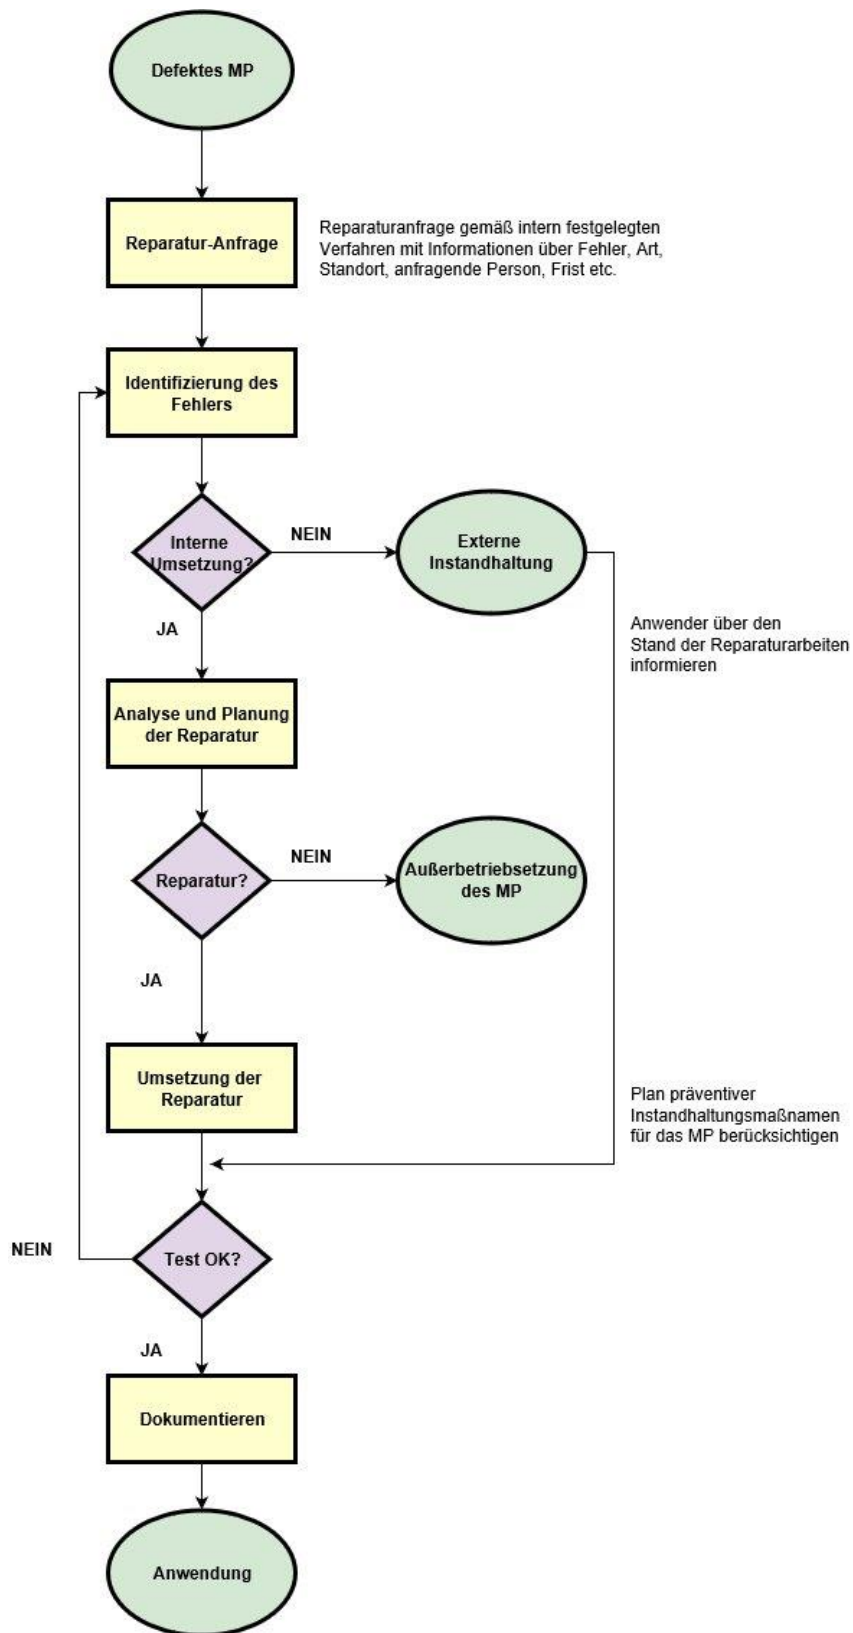 Defektes MP
Reparatur-Anfrage
Reparaturanfrage gemäß intern festgelegten
Verfahren mit Informationen über Fehler, Art,
Standort, anfragende Person, Frist etc.
Identifizierung des
Fehlers
Interne
Umsetzung?
NEIN
Externe
Instandhaltung
JA
Anwender über den
Stand der Reparaturarbeiten
informieren
Analyse und Planung
der Reparatur
Reparatur?
NEIN
Außerbetriebsetzung
des MP
JA
Umsetzung der
Reparatur
Plan präventiver
Instandhaltungsmaßnamen
für das MP berücksichtigen
Test OK?
NEIN
JA
Dokumentieren
Anwendung